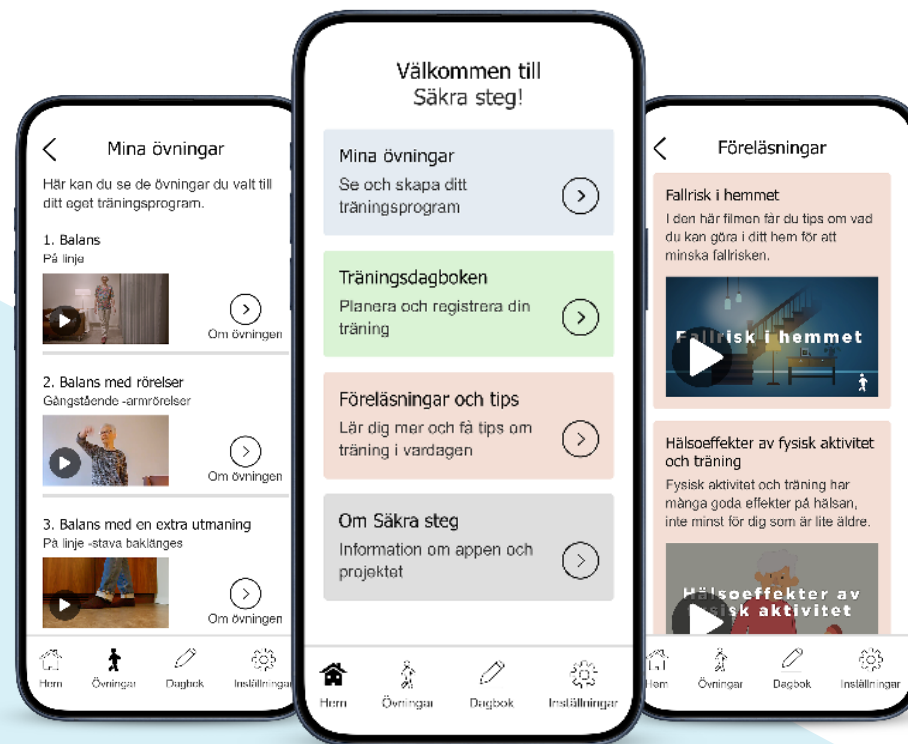 Mina övningar
Här kan du se de övningar du valt till
ditt eget träningsprogram.
1. Balans
På linje
Om övningen
2. Balans med rörelser
Gångstående -armrörelser
Om övningen
3. Balans med en extra utmaning
På linje -stava baklänges
Om övningen
Hem
Övningar
Dagbok
Inställningar
Välkommen till
Säkra steg!
Mina övningar
Se och skapa ditt
träningsprogram
Träningsdagboken
Planera och registrera din
träning
Föreläsningar och tips
Lär dig mer och få tips om
träning i vardagen
Om Säkra steg
Information om appen och
projektet
Hem
Övningar
Dagbok
Inställningar
Föreläsningar
Fallrisk i hemmet
I den här filmen får du tips om vad
du kan göra i ditt hem för att
minska fallrisken.
Fallrisk i hemmet
Hälsoeffekter av fysisk aktivitet
och träning
Fysisk aktivitet och träning har
många goda effekter på hälsan,
inte minst för dig som är lite äldre.
Hälsoeffekter av
fysisk aktivitet
Hem
Övningar
Dagbok
Inställningar